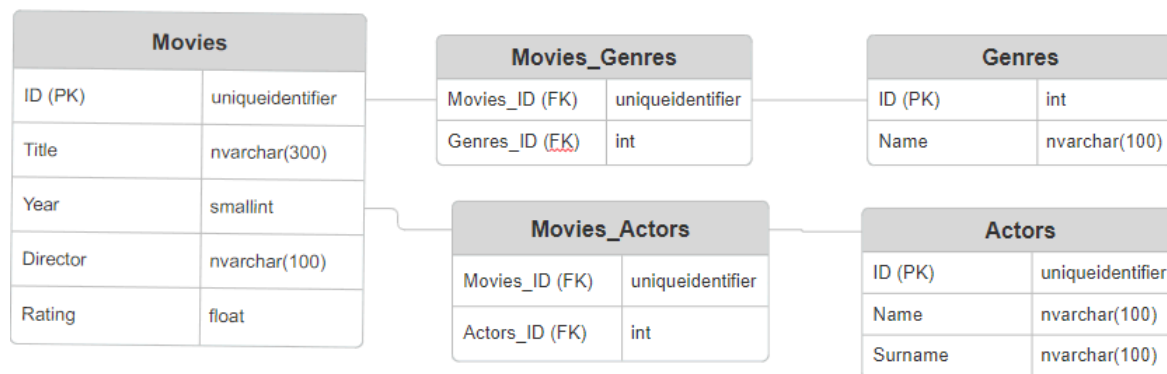 Movies
ID (PK) uniqueidentifier
Title nvarchar(300)
Year smallint
Director nvarchar(100)
Rating float
Movies_Genres
Movies_ID (FK) uniqueidentifier
Genres_ID (FK) int
Genres
ID (PK) int
Name nvarchar(100)
Movies_Actors
Movies_ID (FK) uniqueidentifier
Actors_ID (FK) int
Actors
ID (PK) uniqueidentifier
Name nvarchar(100)
Surname nvarchar(100)